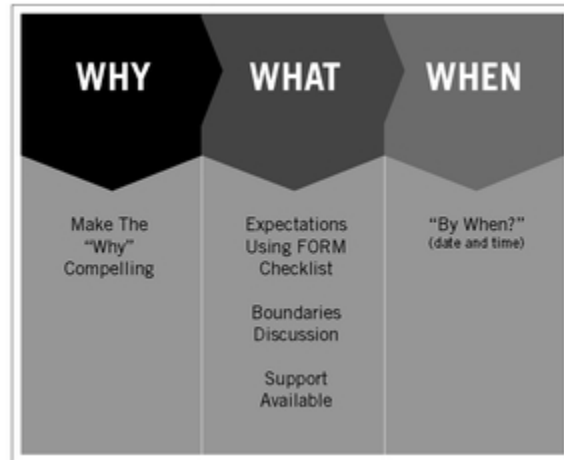 WHY
WHAT
WHEN
Make The
“Why”
Compelling
Expectations
Using FORM
Checklist
Boundaries
Discussion
Support
Available
“By When?”
(date and time)